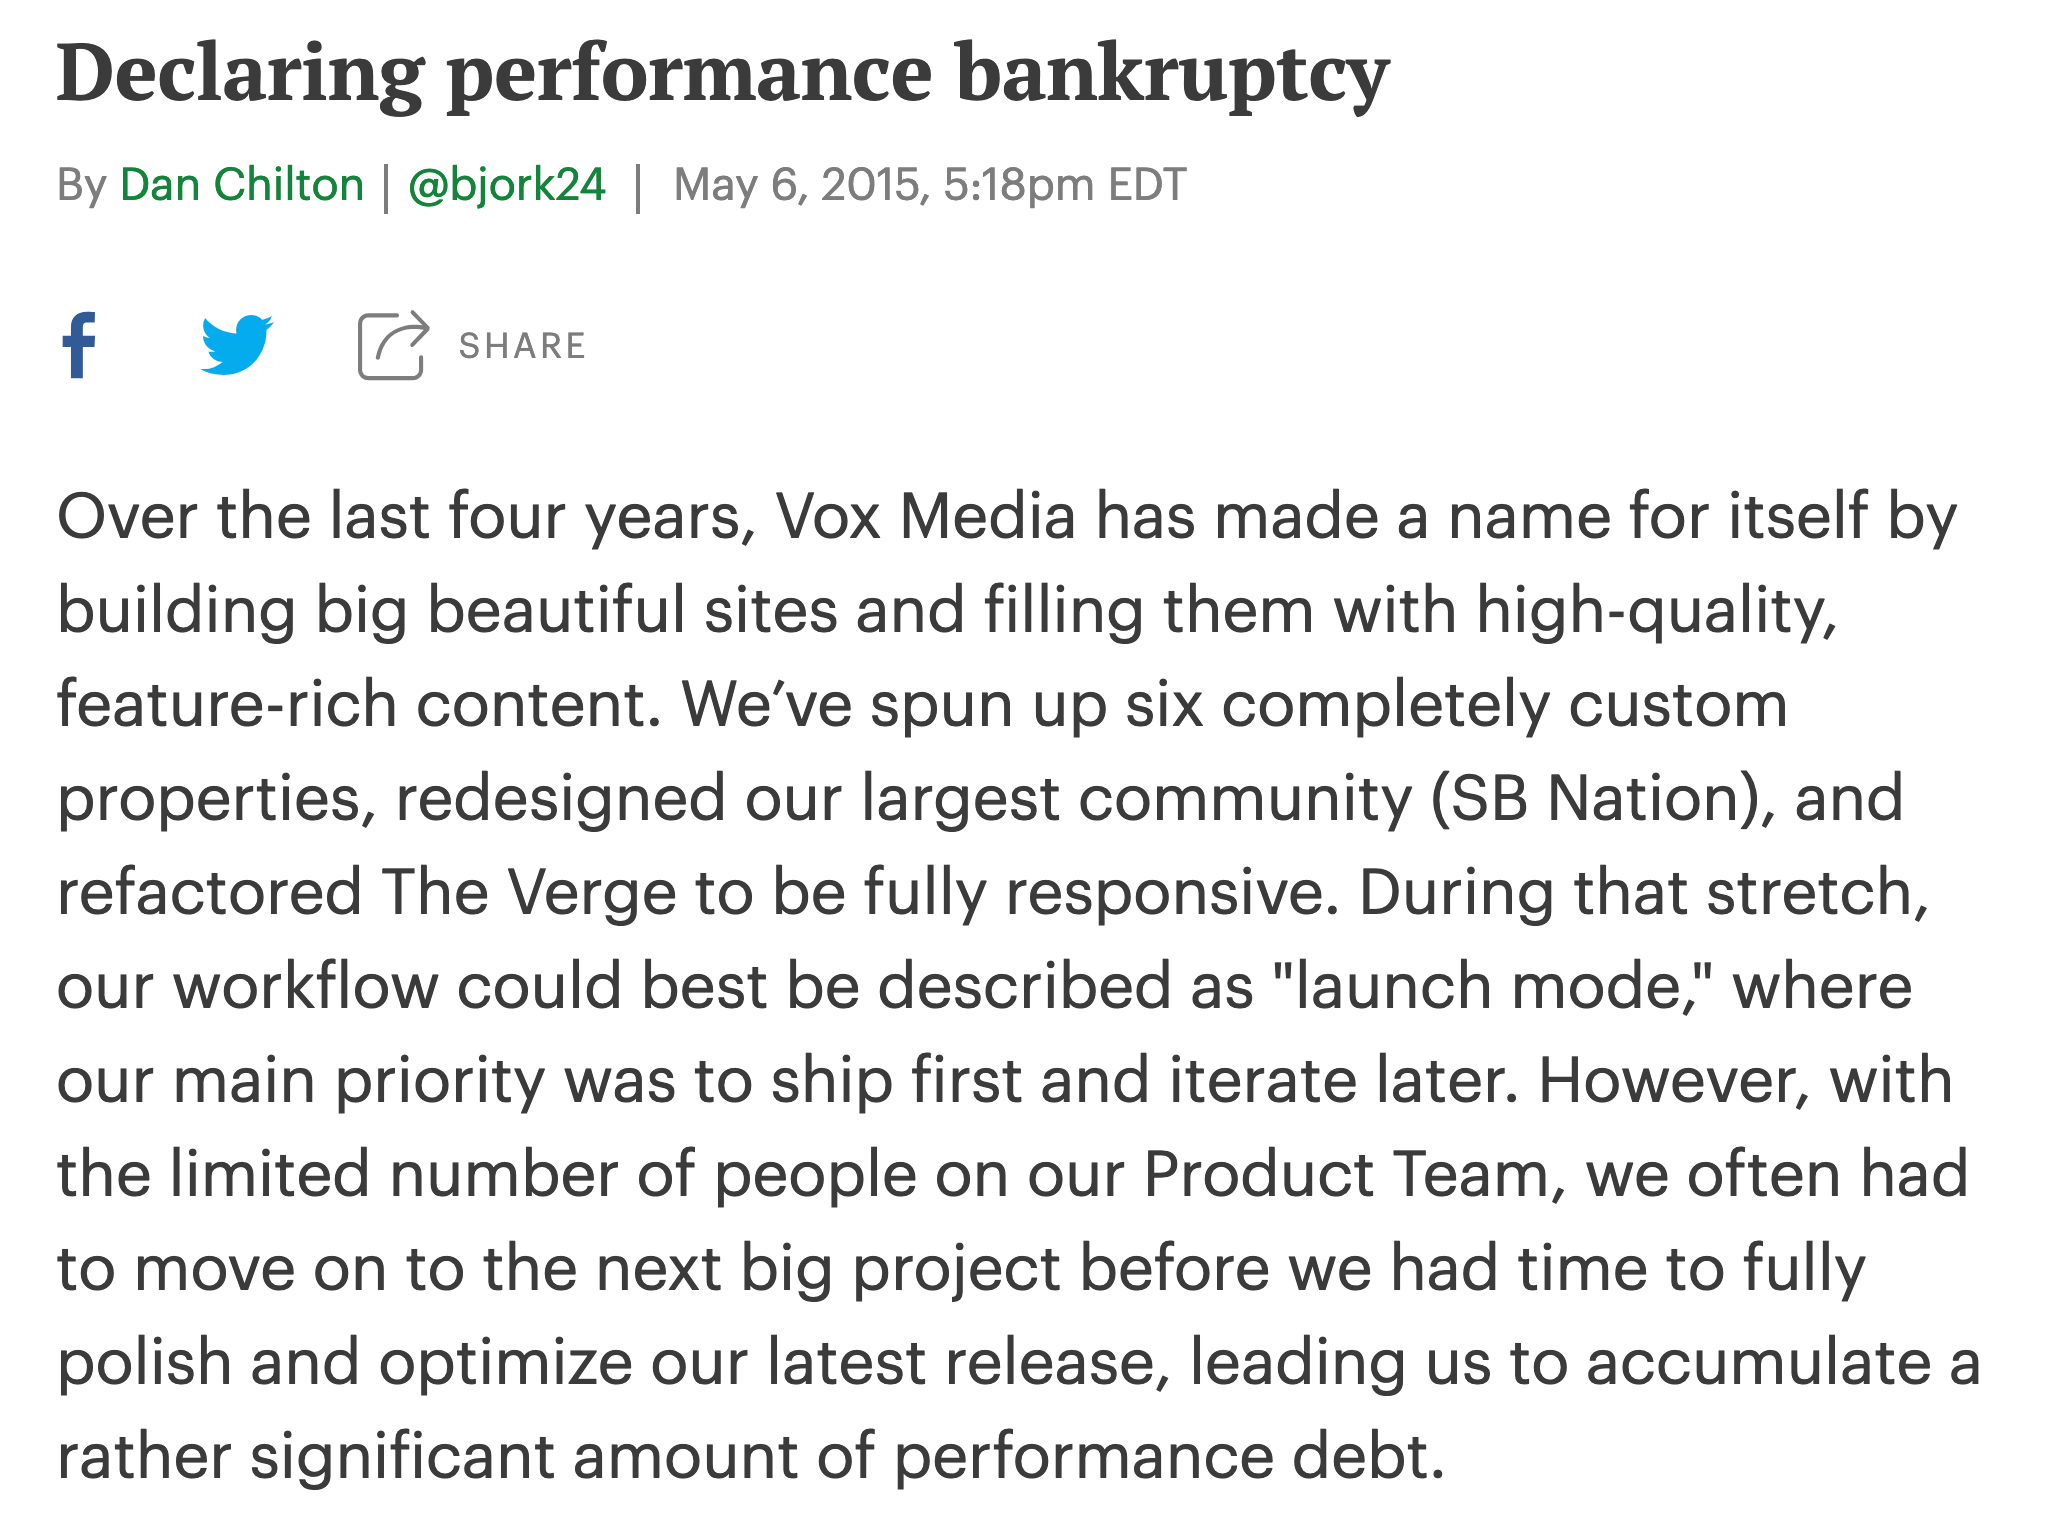 Declaring performance bankruptcy
By Dan Chilton | @bjork24 | May 6, 2015, 5:18pm EDT
SHARE
Over the last four years, Vox Media has made a name for itself by
building big beautiful sites and filling them with high-quality,
feature-rich content. We’ve spun up six completely custom
properties, redesigned our largest community (SB Nation), and
refactored The Verge to be fully responsive. During that stretch,
our workflow could best be described as "launch mode," where
our main priority was to ship first and iterate later. However, with
the limited number of people on our Product Team, we often had
to move on to the next big project before we had time to fully
polish and optimize our latest release, leading us to accumulate a
rather significant amount of performance debt.